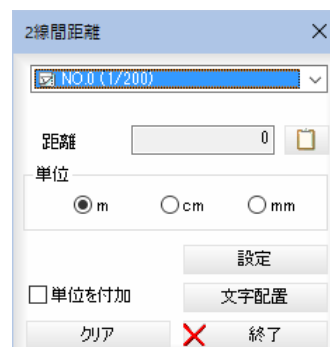 2線間距離
NO.0 (1/200)
距離 0
単位
m cm mm
設定
単位を付加 文字配置
クリア 終了